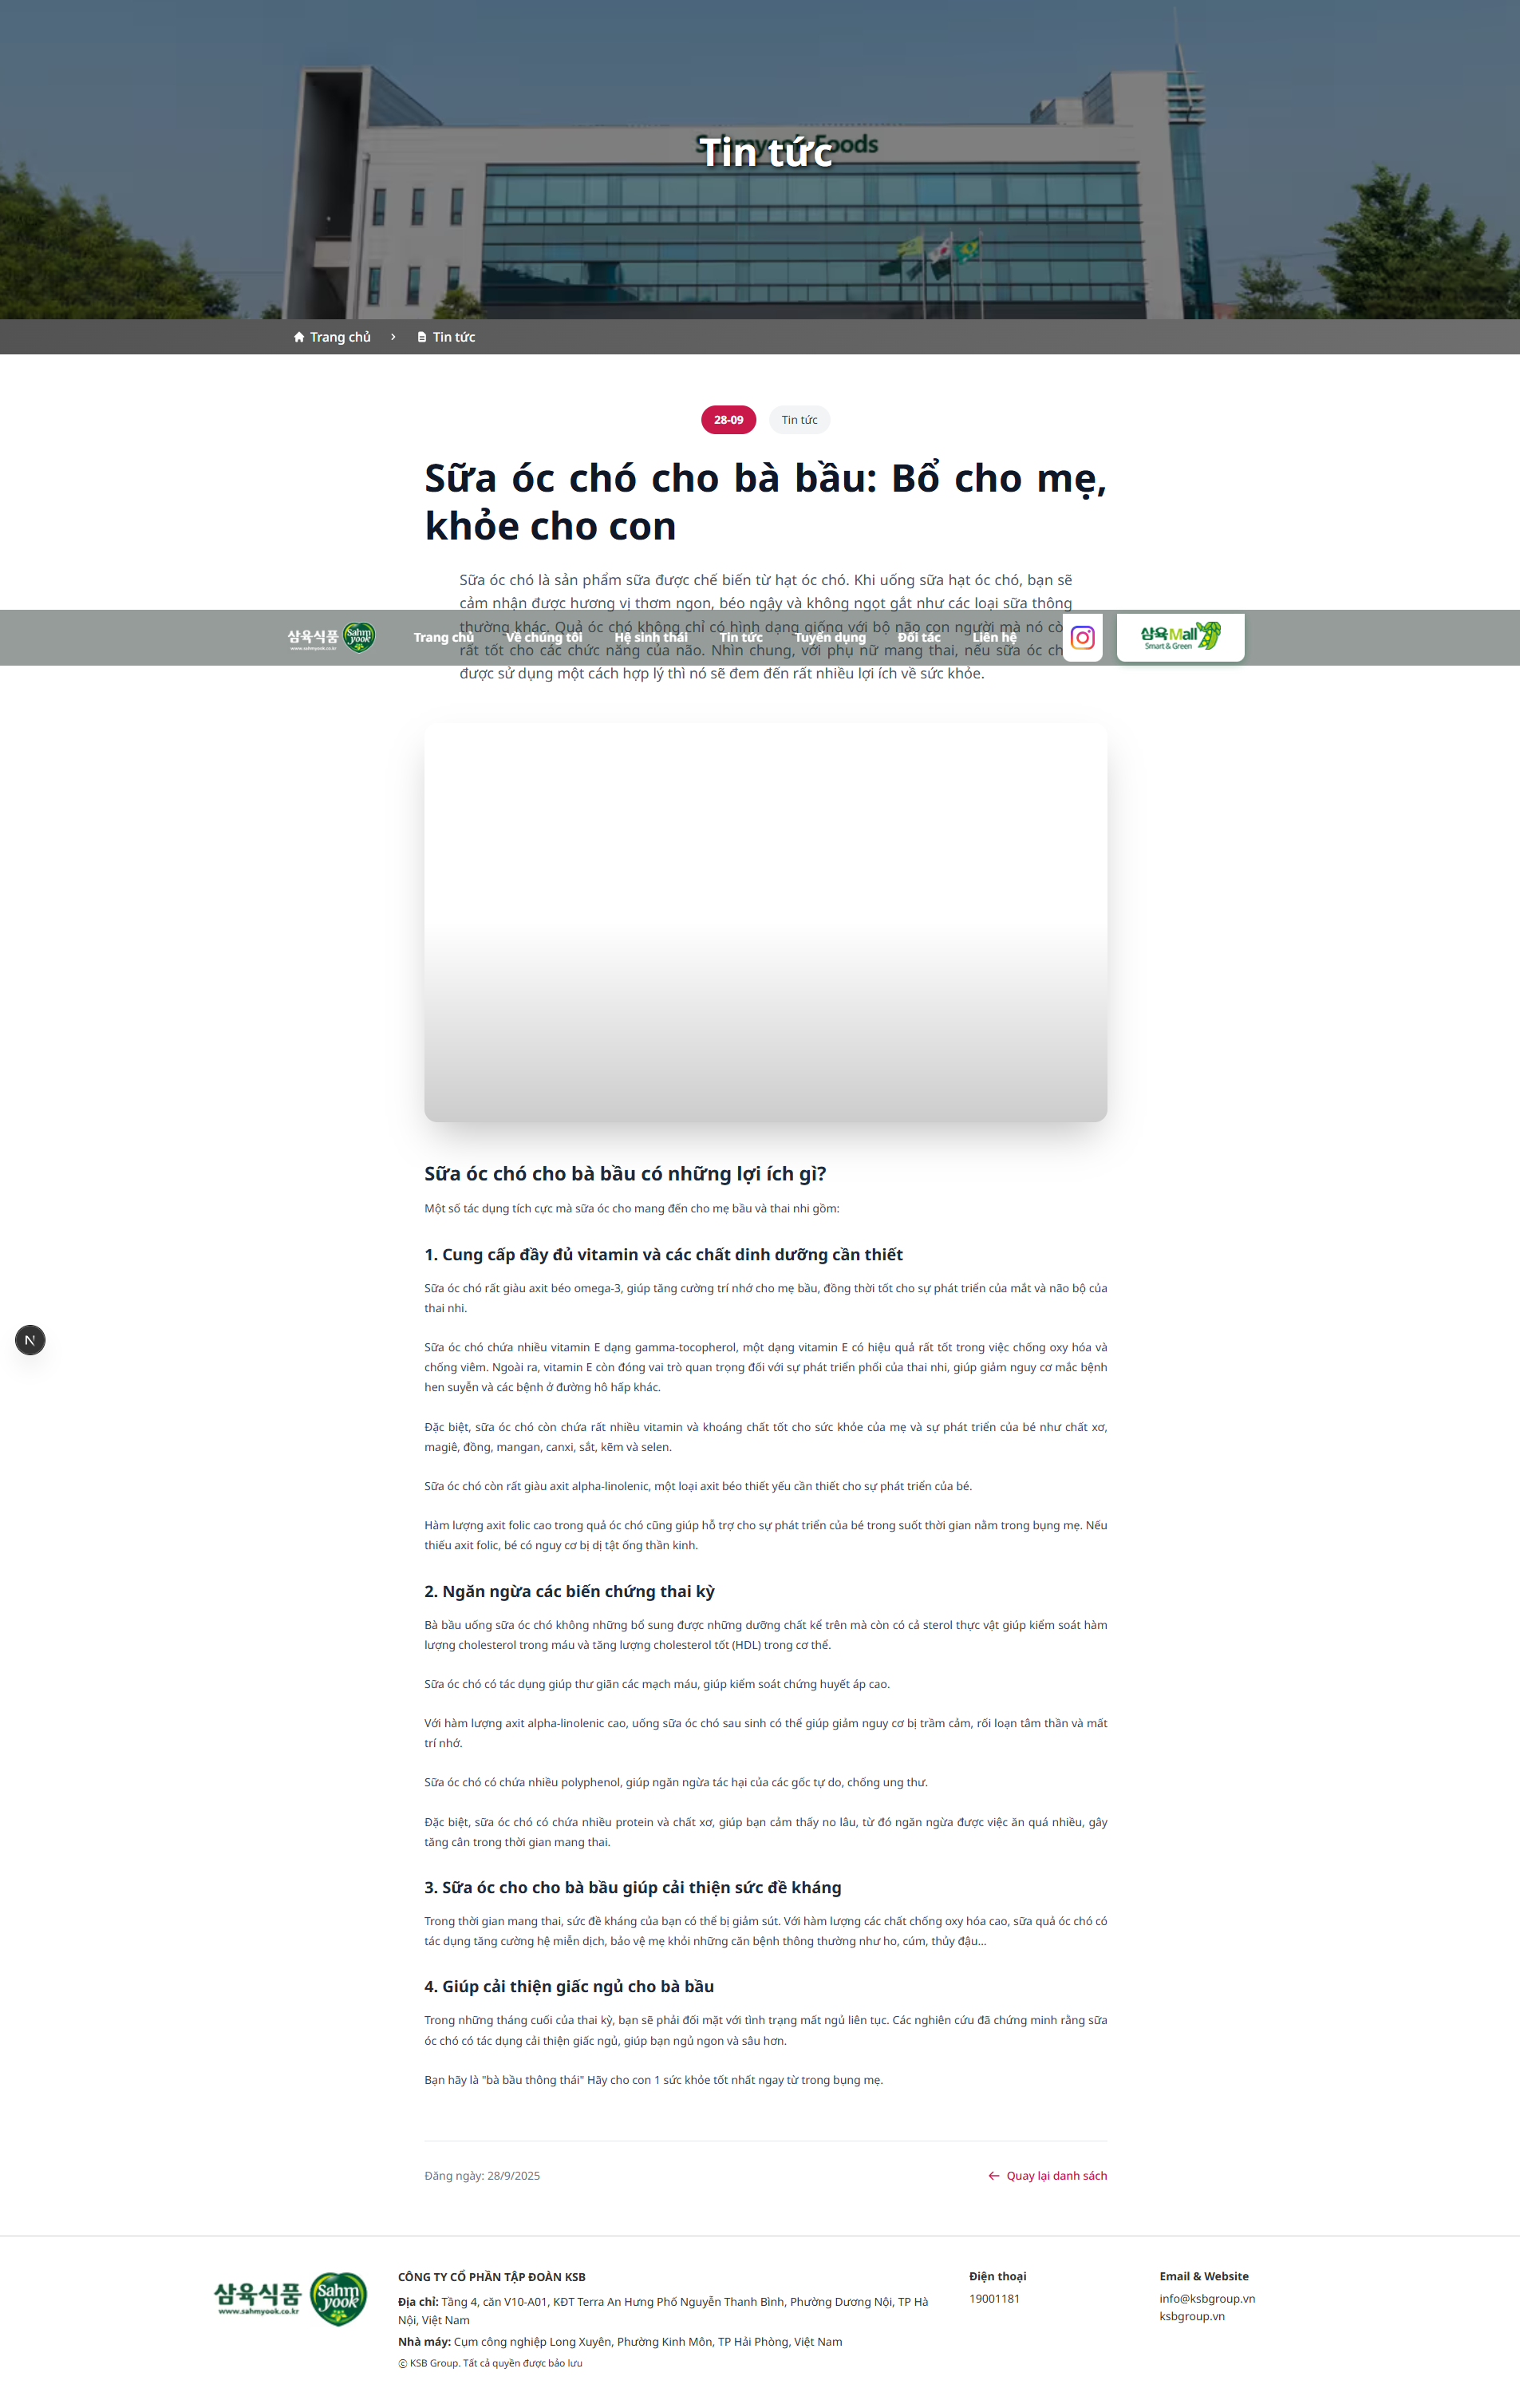 Sahmyook Foods
Tin tức
Trang chủ
Tin tức
28-09
Tin tức
Sữa óc chó cho bà bầu: Bổ cho mẹ,
khỏe cho con
Sữa óc chó là sản phẩm sữa được chế biến từ hạt óc chó. Khi uống sữa hạt óc chó, bạn sẽ
cảm nhận được hương vị thơm ngon, béo ngậy và không ngọt gắt như các loại sữa thông
thường khác. Quả óc chó không chỉ có hình dạng giống với bộ não con người mà nó
rất tốt cho các chức năng của não. Nhìn chung, với phụ nữ mang thai, nếu sữa óc
được sử dụng một cách hợp lý thì nó sẽ đem đến rất nhiều lợi ích về sức khỏe.
삼육식품
www.sahmyook.co.kr
Sahm
yook
Trang chủ
Về chúng tôi
Hệ sinh thái
Tin tức
Tuyển dụng
Đối tác
Liên hệ
삼육Mall
Smart & Green
Sữa óc chó cho bà bầu có những lợi ích gì?
Một số tác dụng tích cực mà sữa óc cho mang đến cho mẹ bầu và thai nhi gồm:
1. Cung cấp đầy đủ vitamin và các chất dinh dưỡng cần thiết
Sữa óc chó rất giàu axit béo omega-3, giúp tăng cường trí nhớ cho mẹ bầu, đồng thời tốt cho sự phát triển của mắt và não bộ của
thai nhi.
Sữa óc chó chứa nhiều vitamin E dạng gamma-tocopherol, một dạng vitamin E có hiệu quả rất tốt trong việc chống oxy hóa và
chống viêm. Ngoài ra, vitamin E còn đóng vai trò quan trọng đối với sự phát triển phổi của thai nhi, giúp giảm nguy cơ mắc bệnh
hen suyễn và các bệnh ở đường hô hấp khác.
Đặc biệt, sữa óc chó còn chứa rất nhiều vitamin và khoáng chất tốt cho sức khỏe của mẹ và sự phát triển của bé như chất xơ,
magiê, đồng, mangan, canxi, sắt, kẽm và selen.
Sữa óc chó còn rất giàu axit alpha-linolenic, một loại axit béo thiết yếu cần thiết cho sự phát triển của bé.
Hàm lượng axit folic cao trong quả óc chó cũng giúp hỗ trợ cho sự phát triển của bé trong suốt thời gian nằm trong bụng mẹ. Nếu
thiếu axit folic, bé có nguy cơ bị dị tật ống thần kinh.
2. Ngăn ngừa các biến chứng thai kỳ
Bà bầu uống sữa óc chó không những bổ sung được những dưỡng chất kể trên mà còn có cả sterol thực vật giúp kiểm soát hàm
lượng cholesterol trong máu và tăng lượng cholesterol tốt (HDL) trong cơ thể.
Sữa óc chó có tác dụng giúp thư giãn các mạch máu, giúp kiểm soát chứng huyết áp cao.
Với hàm lượng axit alpha-linolenic cao, uống sữa óc chó sau sinh có thể giúp giảm nguy cơ bị trầm cảm, rối loạn tâm thần và mất
trí nhớ.
Sữa óc chó có chứa nhiều polyphenol, giúp ngăn ngừa tác hại của các gốc tự do, chống ung thư.
Đặc biệt, sữa óc chó có chứa nhiều protein và chất xơ, giúp bạn cảm thấy no lâu, từ đó ngăn ngừa được việc ăn quá nhiều, gây
tăng cân trong thời gian mang thai.
3. Sữa óc cho cho bà bầu giúp cải thiện sức đề kháng
Trong thời gian mang thai, sức đề kháng của bạn có thể bị giảm sút. Với hàm lượng các chất chống oxy hóa cao, sữa quả óc chó có
tác dụng tăng cường hệ miễn dịch, bảo vệ mẹ khỏi những căn bệnh thông thường như ho, cúm, thủy đậu...
4. Giúp cải thiện giấc ngủ cho bà bầu
Trong những tháng cuối của thai kỳ, bạn sẽ phải đối mặt với tình trạng mất ngủ liên tục. Các nghiên cứu đã chứng minh rằng sữa
óc chó có tác dụng cải thiện giấc ngủ, giúp bạn ngủ ngon và sâu hơn.
Bạn hãy là "bà bầu thông thái" Hãy cho con 1 sức khỏe tốt nhất ngay từ trong bụng mẹ.
Đăng ngày: 28/9/2025
Quay lại danh sách
삼육식품
www.sahmyook.co.kr
Sahm
yook
CÔNG TY CỔ PHẦN TẬP ĐOÀN KSB
Địa chỉ: Tầng 4, căn V10-A01, KĐT Terra An Hưng Phố Nguyễn Thanh Bình, Phường Dương Nội, TP Hà
Nội, Việt Nam
Nhà máy: Cụm công nghiệp Long Xuyên, Phường Kinh Môn, TP Hải Phòng, Việt Nam
© KSB Group. Tất cả quyền được bảo lưu
Điện thoại
19001181
Email & Website
info@ksbgroup.vn
ksbgroup.vn